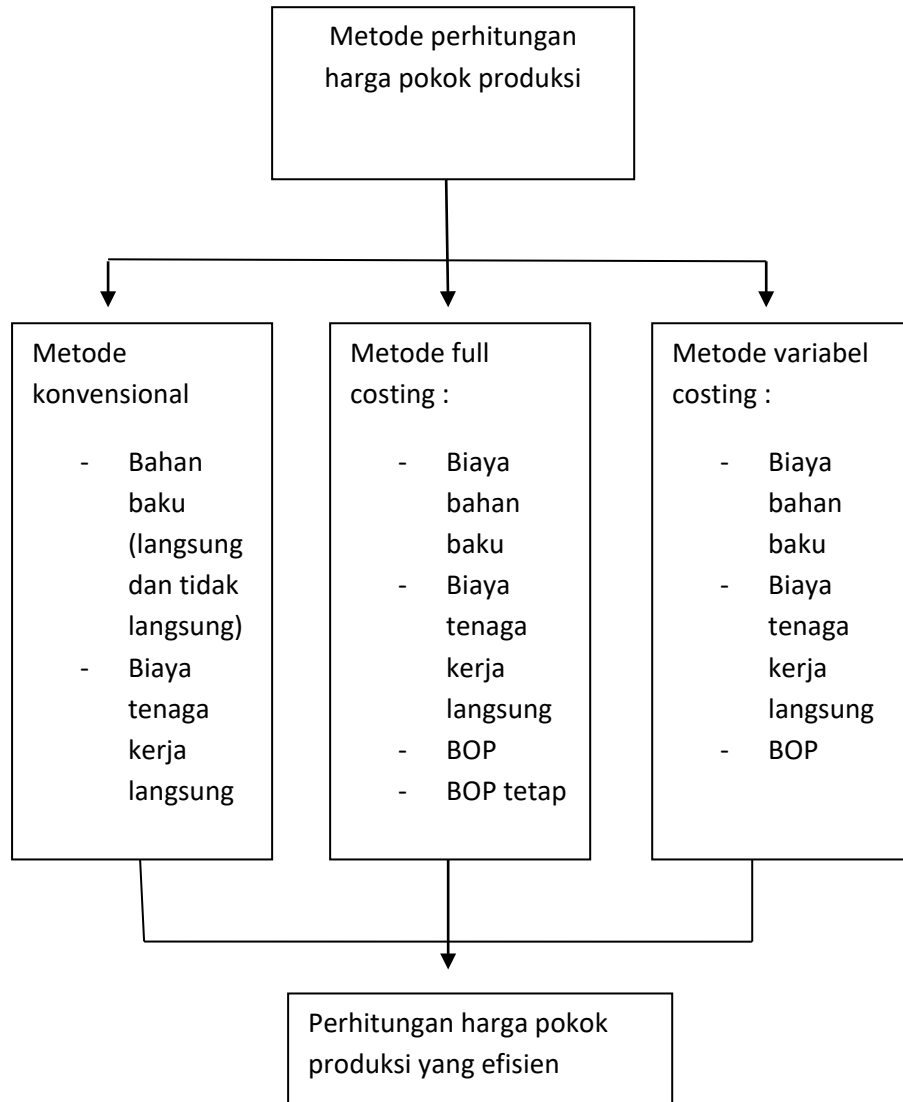 Metode perhitungan
harga pokok produksi
Metode
konvensional
- Bahan
baku
(langsung
dan tidak
langsung)
- Biaya
tenaga
kerja
langsung
Metode full
costing :
- Biaya
bahan
baku
- Biaya
tenaga
kerja
langsung
- BOP
- BOP tetap
Metode variabel
costing :
- Biaya
bahan
baku
- Biaya
tenaga
kerja
langsung
- BOP
Perhitungan harga pokok
produksi yang efisien